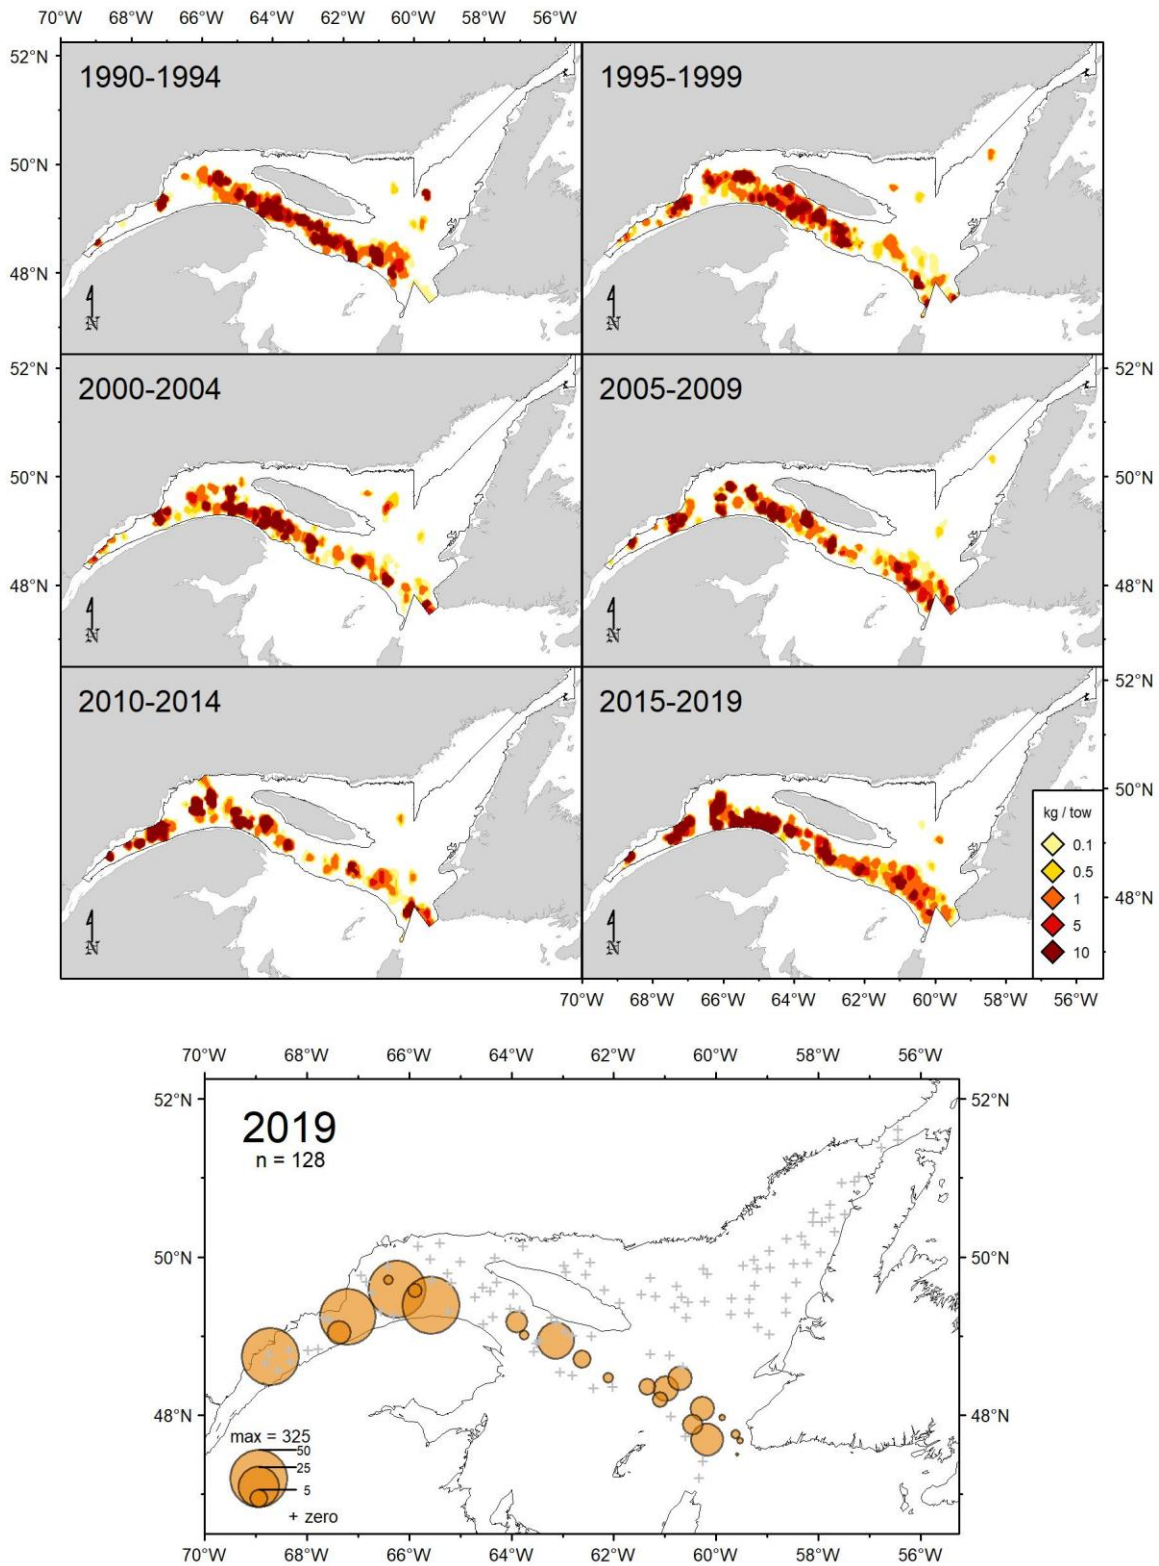 70°W 68°W 66°W 64°W 62°W 60°W 58°W 56°W
52°N 1990-1994 1995-1999
50°N
48°N
N N
52°N 2000-2004 2005-2009 52°N
50°N 50°N
48°N 48°N
N N
2010-2014 2015-2019 52°N
50°N
kg / tow
0.1
0.5
1 48°N
5
10
N N
70°W 68°W 66°W 64°W 62°W 60°W 58°W 56°W
70°W 68°W 66°W 64°W 62°W 60°W 58°W 56°W
52°N 2019 52°N
n = 128
50°N 50°N
48°N 48°N
max = 325
50
25
5
+ zero
70°W 68°W 66°W 64°W 62°W 60°W 58°W 56°W